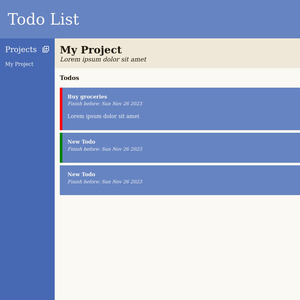 Todo List
Projects
My Project
My Project
Lorem ipsum dolor sit amet
Todos
Buy groceries
Finish before: Sun Nov 26 2023
Lorem ipsum dolor sit amet
New Todo
Finish before: Sun Nov 26 2023
New Todo
Finish before: Sun Nov 26 2023